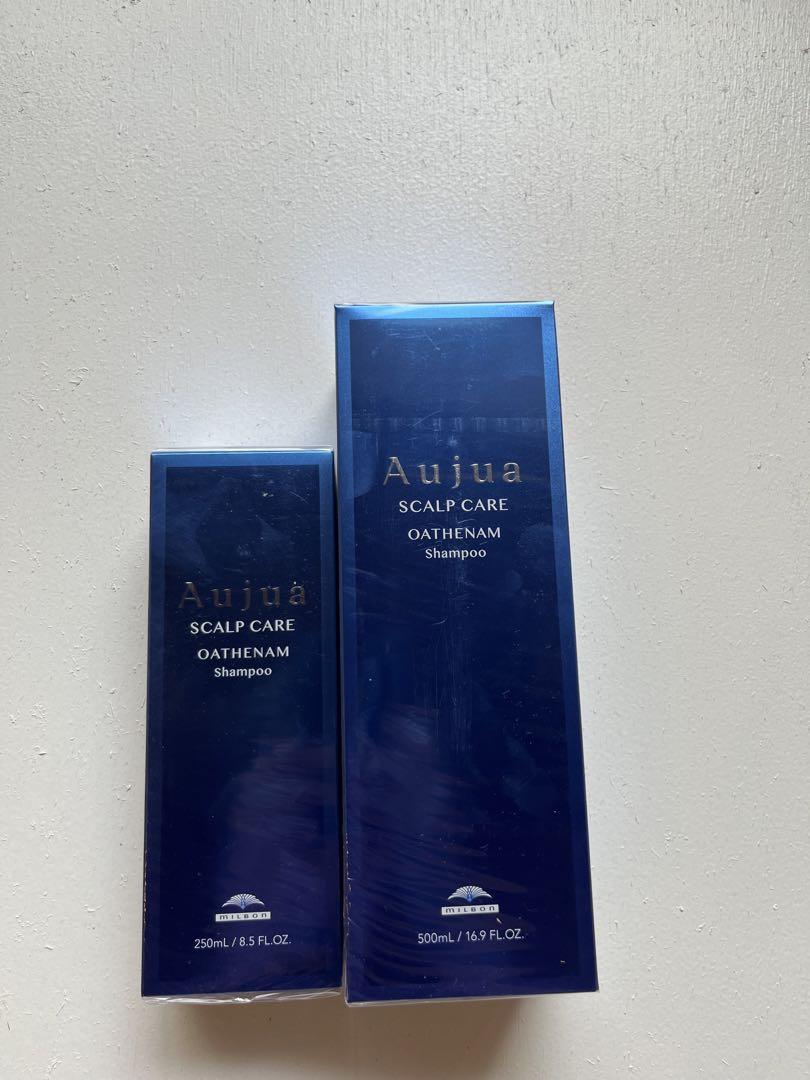 Aujua
SCALP CARE
OATHENAM
Shampoo
MILBON
250mL / 8.5 FL.OZ.
Aujua
SCALP CARE
OATHENAM
Shampoo
MILBON
500mL / 16.9 FL.OZ.